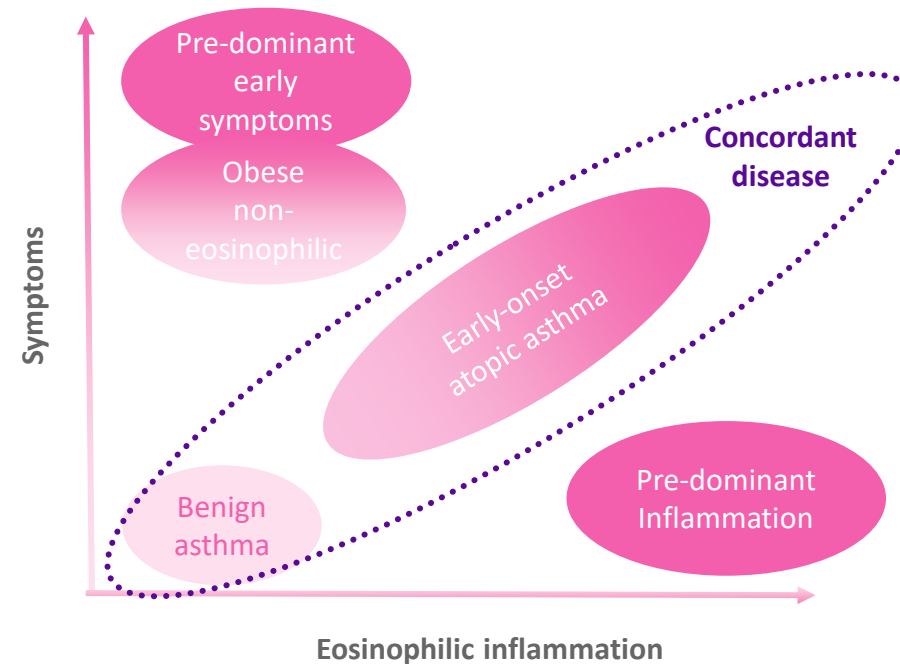 Pre-dominant
early
symptoms
Obese
non-
eosinophilic
Concordant
disease
Early-onset
atopic asthma
Symptoms
Benign
asthma
Pre-dominant
Inflammation
Eosinophilic inflammation